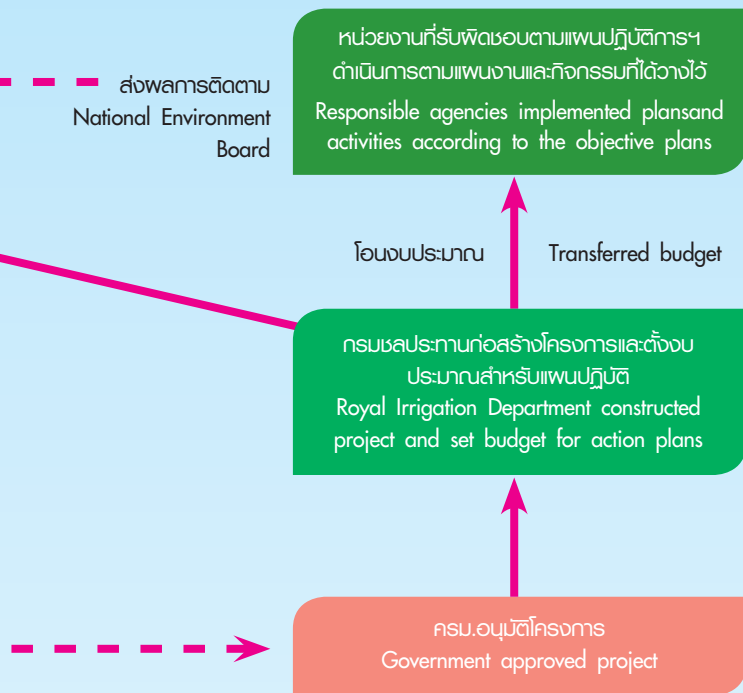 หน่วยงานที่รับผิดชอบตามแผนปฏิบัติการฯ
ดำเนินการตามแผนงานและกิจกรรมที่ได้วางไว้
Responsible agencies implemented plansand
activities according to the objective plans
ส่งผลการติดตาม
National Environment
Board
โอนงบประมาณ
Transferred budget
กรมชลประทานก่อสร้างโครงการและตั้งงบ
ประมาณสำหรับแผนปฏิบัติ
Royal Irrigation Department constructed
project and set budget for action plans
ครม.อนุมัติโครงการ
Government approved project